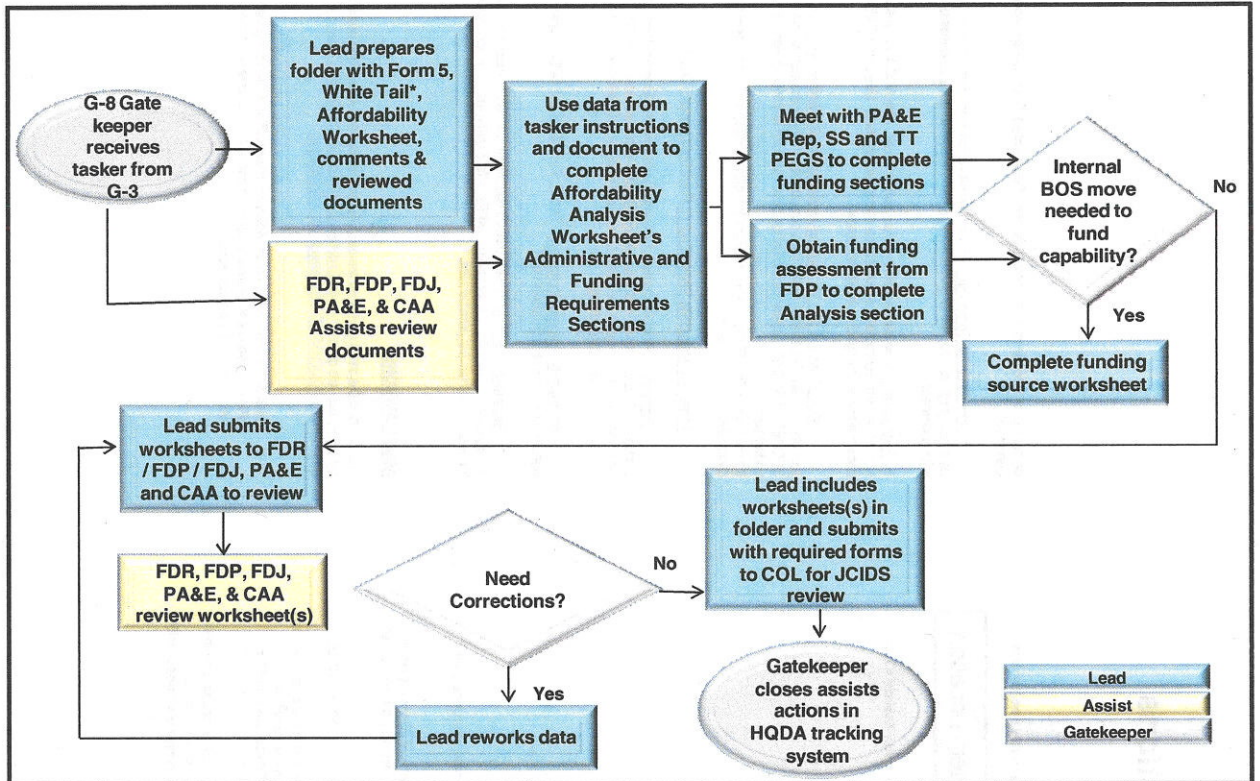 G-8 Gate
keeper
receives
tasker from
G-3
Lead prepares
folder with Form 5,
White Tail*,
Affordability
Worksheet,
comments &
reviewed
documents
FDR, FDP, FDJ,
PA&E, & CAA
Assists review
documents
Use data from
tasker instructions
and document to
complete
Affordability
Analysis
Worksheet's
Administrative and
Funding
Requirements
Sections
Meet with PA&E
Rep, SS and TT
PEGS to complete
funding sections
Obtain funding
assessment from
FDP to complete
Analysis section
Internal
BOS move
needed to
fund
capability?
No
Yes
Complete funding
source worksheet
Lead submits
worksheets to FDR
/ FDP / FDJ, PA&E
and CAA to review
FDR, FDP, FDJ,
PA&E, & CAA
review worksheet(s)
Need
Corrections?
No
Yes
Lead reworks data
Lead includes
worksheets(s) in
folder and submits
with required forms
to COL for JCIDS
review
Gatekeeper
closes assists
actions in
HQDA tracking
system
Lead
Assist
Gatekeeper